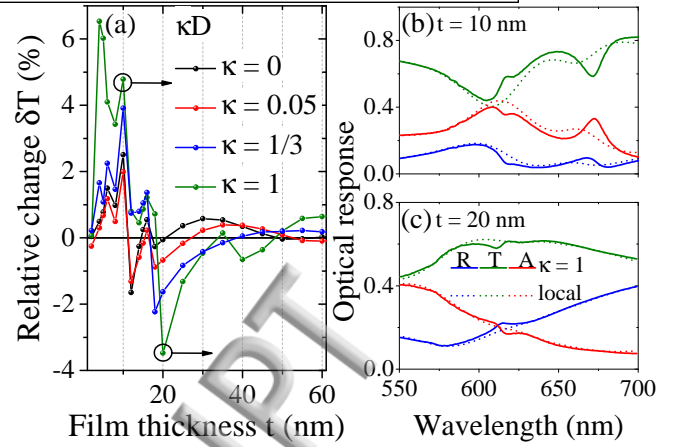 (a)
κD
κ = 0
κ = 0.05
κ = 1/3
κ = 1
Relative change δT (%)
6
4
2
0
-2
-4
0
20
40
60
Film thickness t (nm)
(b) t = 10 nm
0.8
0.4
0.0
Optical response
(c) t = 20 nm
R T A κ = 1
local
0.8
0.4
0.0
550
600
650
700
Wavelength (nm)
IPT